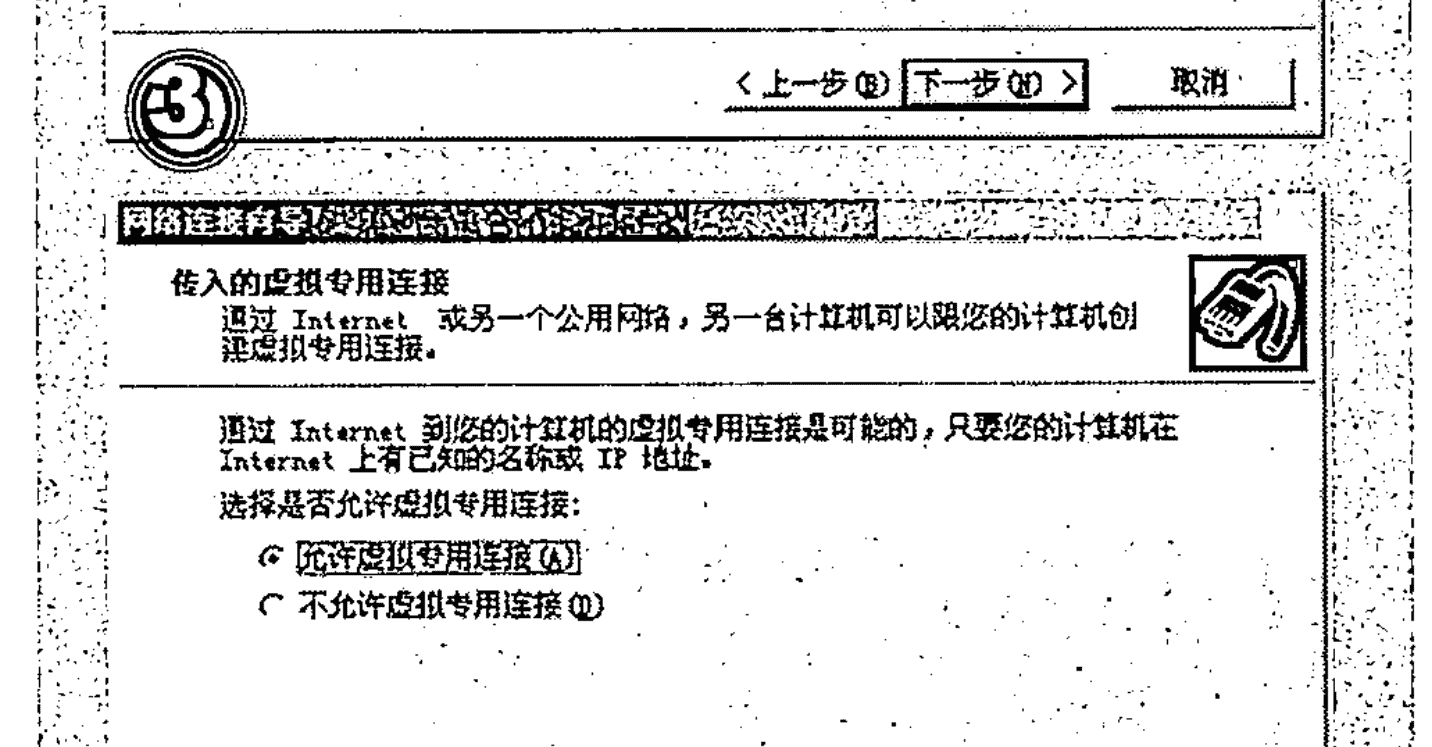 < 上一步(B) 下一步(N) > 取消
3
网络连接向导
传入的虚拟专用连接
通过 Internet 或另一个公用网络，另一台计算机可以跟您的计算机创
建虚拟专用连接。
通过 Internet 到您的计算机的虚拟专用连接是可能的，只要您的计算机在
Internet 上有已知的名称或 IP 地址。
选择是否允许虚拟专用连接：
允许虚拟专用连接(A)
不允许虚拟专用连接(D)